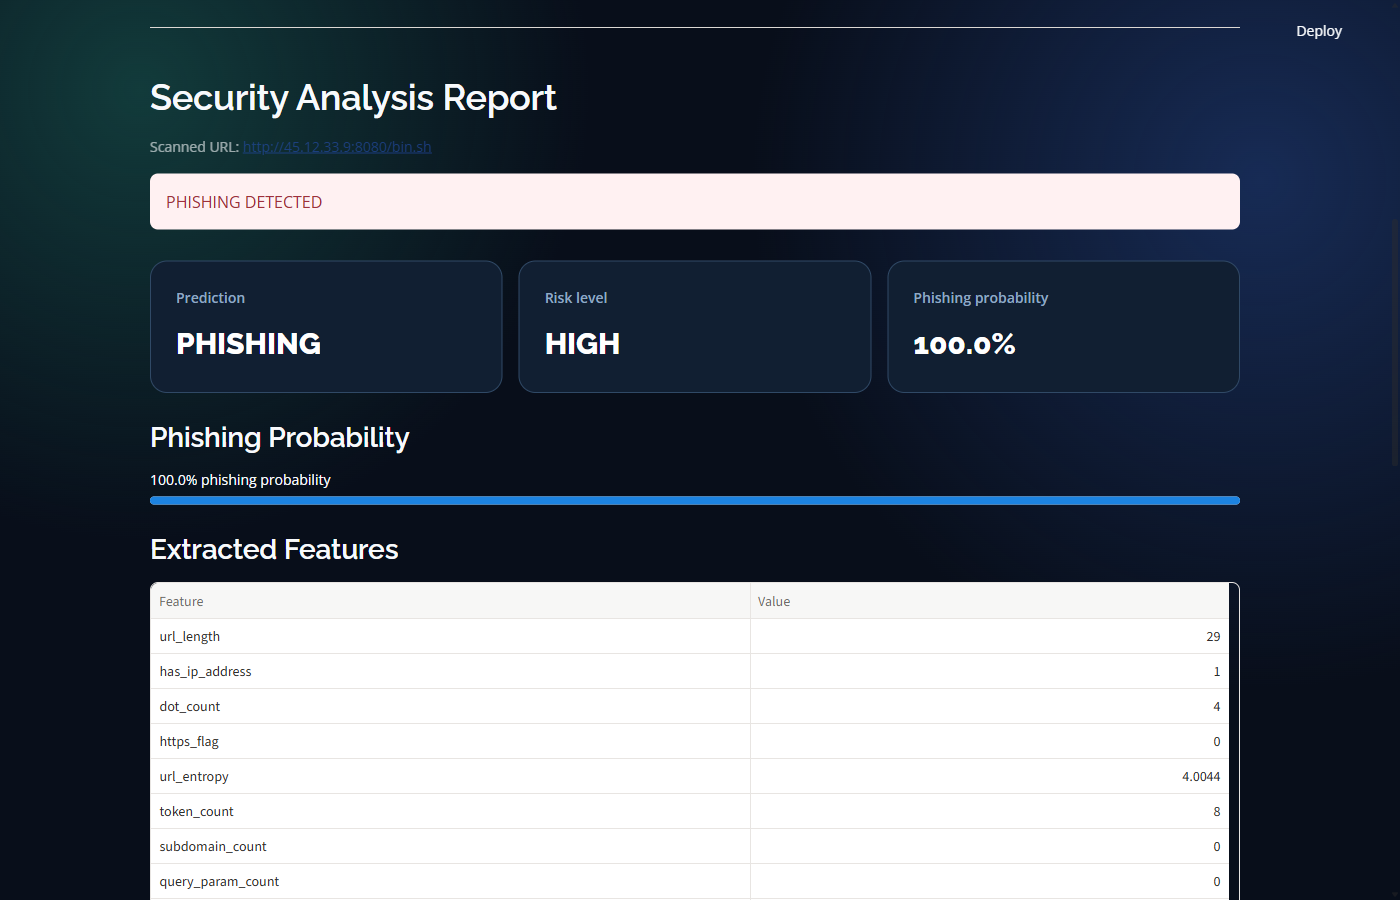 Deploy
Security Analysis Report
Scanned URL: http://45.12.33.9:8080/bin.sh
PHISHING DETECTED
Prediction
PHISHING
Risk level
HIGH
Phishing probability
100.0%
Phishing Probability
100.0% phishing probability
Extracted Features
Feature Value
url_length 29
has_ip_address 1
dot_count 4
https_flag 0
url_entropy 4.0044
token_count 8
subdomain_count 0
query_param_count 0